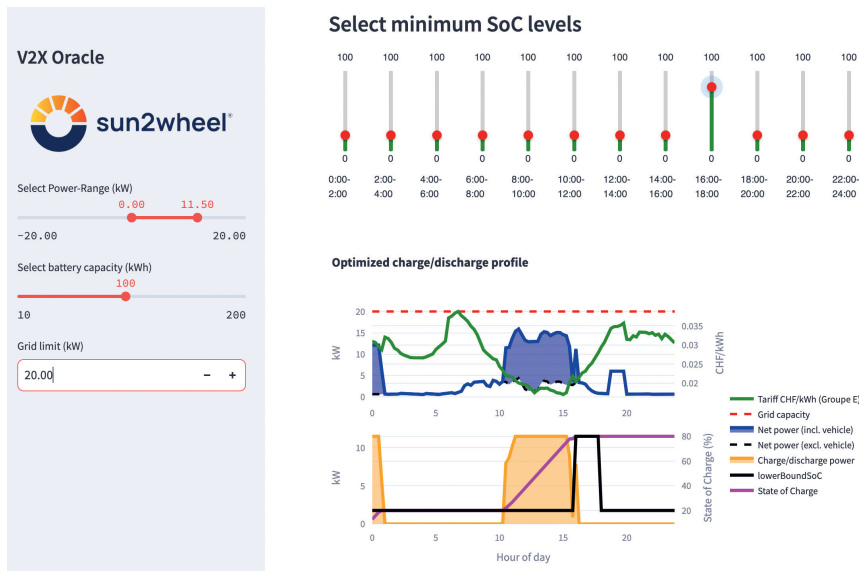 V2X Oracle
sun2wheel®
Select Power-Range (kW)
0.00 11.50
-20.00 20.00
Select battery capacity (kWh)
100
10 200
Grid limit (kW)
20.00 − +
Select minimum SoC levels
100 100 100 100 100 100 100 100 100 100 100 100
0 0 0 0 0 0 0 0 0 0 0 0
0:00- 2:00- 4:00- 6:00- 8:00- 10:00- 12:00- 14:00- 16:00- 18:00- 20:00- 22:00-
2:00 4:00 6:00 8:00 10:00 12:00 14:00 16:00 18:00 20:00 22:00 24:00
Optimized charge/discharge profile
20
15
10
5
0
kW
0.035
0.03
0.025
0.02
CHF/kWh
0 5 10 15 20
10
5
0
kW
80
60
40
20
State of Charge (%)
0 5 10 15 20
Hour of day
Tariff CHF/kWh (Groupe E)
Grid capacity
Net power (incl. vehicle)
Net power (excl. vehicle)
Charge/discharge power
lowerBoundSoC
State of Charge